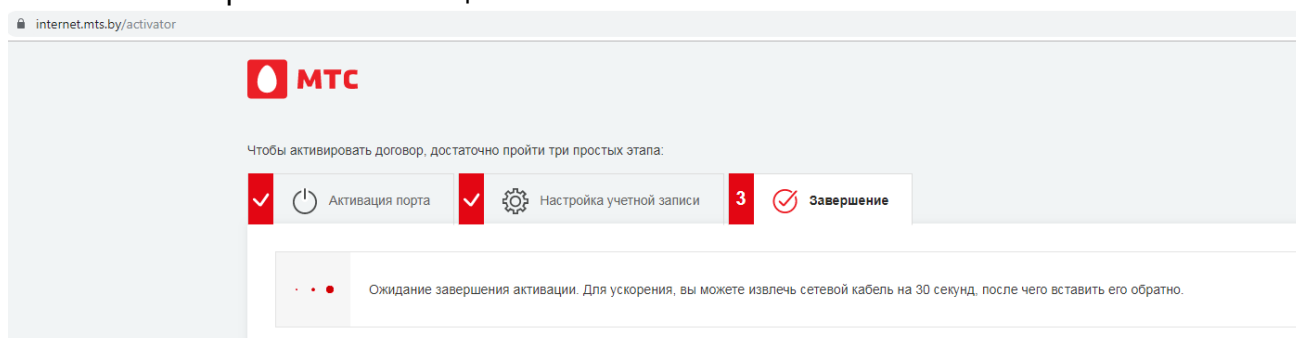 internet.mts.by/activator
МТС
Чтобы активировать договор, достаточно пройти три простых этапа:
Активация порта
Настройка учетной записи
3 Завершение
Ожидание завершения активации. Для ускорения, вы можете извлечь сетевой кабель на 30 секунд, после чего вставить его обратно.